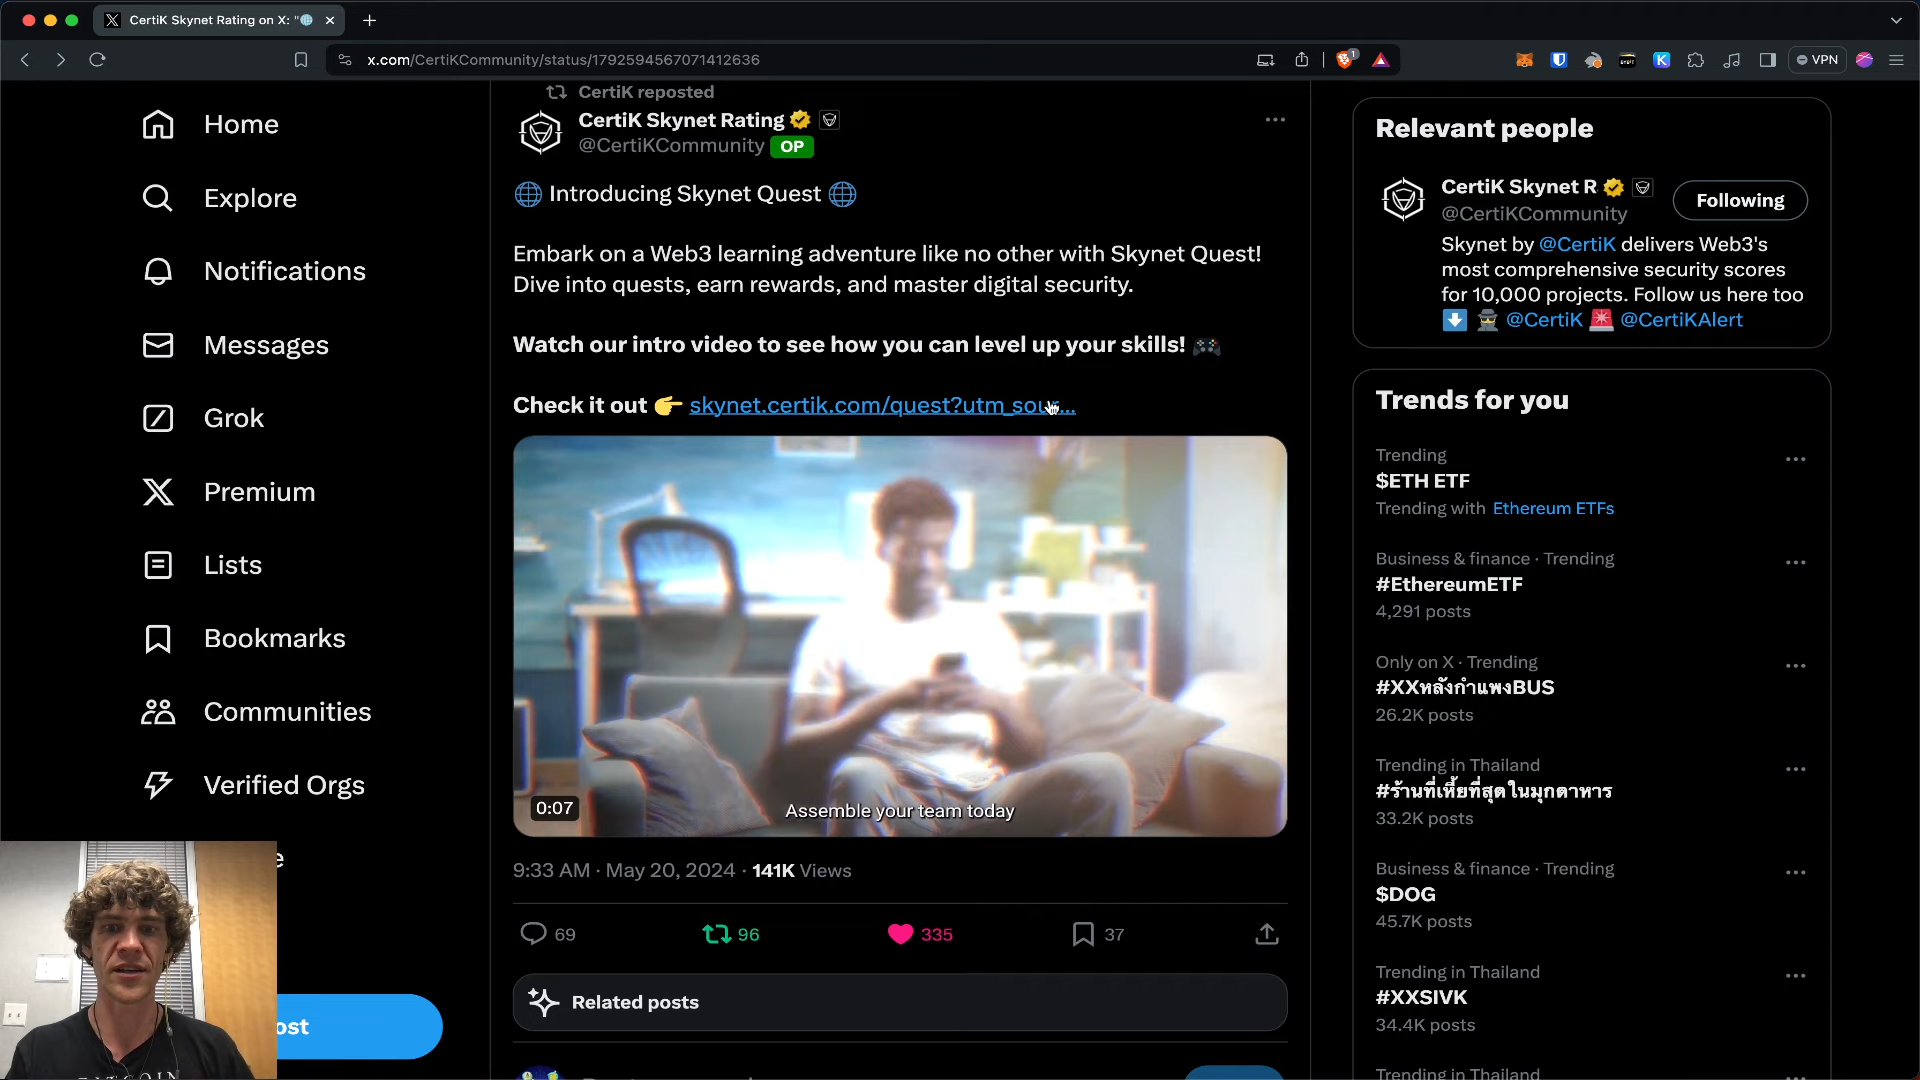 CertiK Skynet Rating on X: "🌐
x.com/CertiKCommunity/status/1792594567071412636
1
VPN
Home
Explore
Notifications
Messages
Grok
Premium
Lists
Bookmarks
Communities
Verified Orgs
CertiK reposted
CertiK Skynet Rating
@CertiKCommunity OP
🌐 Introducing Skynet Quest 🌐
Embark on a Web3 learning adventure like no other with Skynet Quest!
Dive into quests, earn rewards, and master digital security.
Watch our intro video to see how you can level up your skills! 🎮
Check it out 👉 skynet.certik.com/quest?utm_sour…
0:07
Assemble your team today
9:33 AM · May 20, 2024 · 141K Views
69
96
335
37
Related posts
Relevant people
CertiK Skynet R
@CertiKCommunity
Following
Skynet by @CertiK delivers Web3's
most comprehensive security scores
for 10,000 projects. Follow us here too
⬇️ 🕵️ @CertiK 🚨 @CertiKAlert
Trends for you
Trending
$ETH ETF
Trending with Ethereum ETFs
Business & finance · Trending
#EthereumETF
4,291 posts
Only on X · Trending
#XXหลังกำแพงBUS
26.2K posts
Trending in Thailand
#ร้านที่เหี้ยที่สุดในมุกดาหาร
33.2K posts
Business & finance · Trending
$DOG
45.7K posts
Trending in Thailand
#XXSIVK
34.4K posts
Trending in Thailand